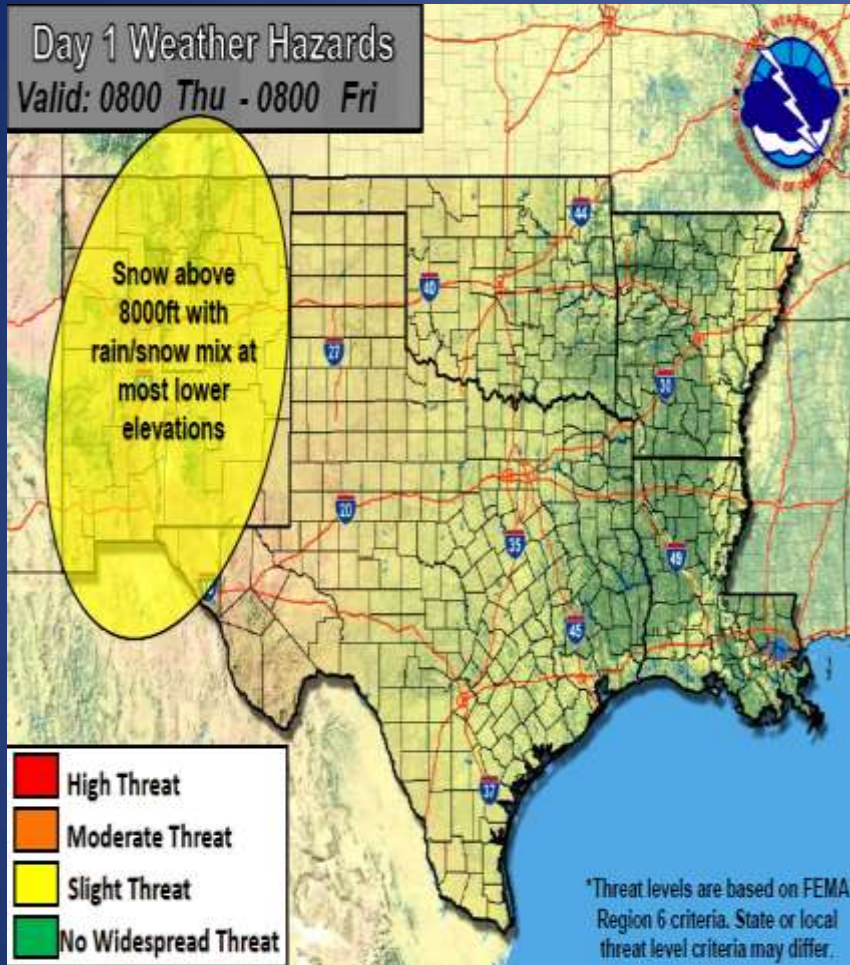 Day 1 Weather Hazards
Valid: 0800 Thu - 0800 Fri
44
Snow above
8000ft with
rain/snow mix at
most lower
elevations
40
27
30
20
35
49
45
37
High Threat
Moderate Threat
Slight Threat
No Widespread Threat
*Threat levels are based on FEMA
Region 6 criteria. State or local
threat level criteria may differ.